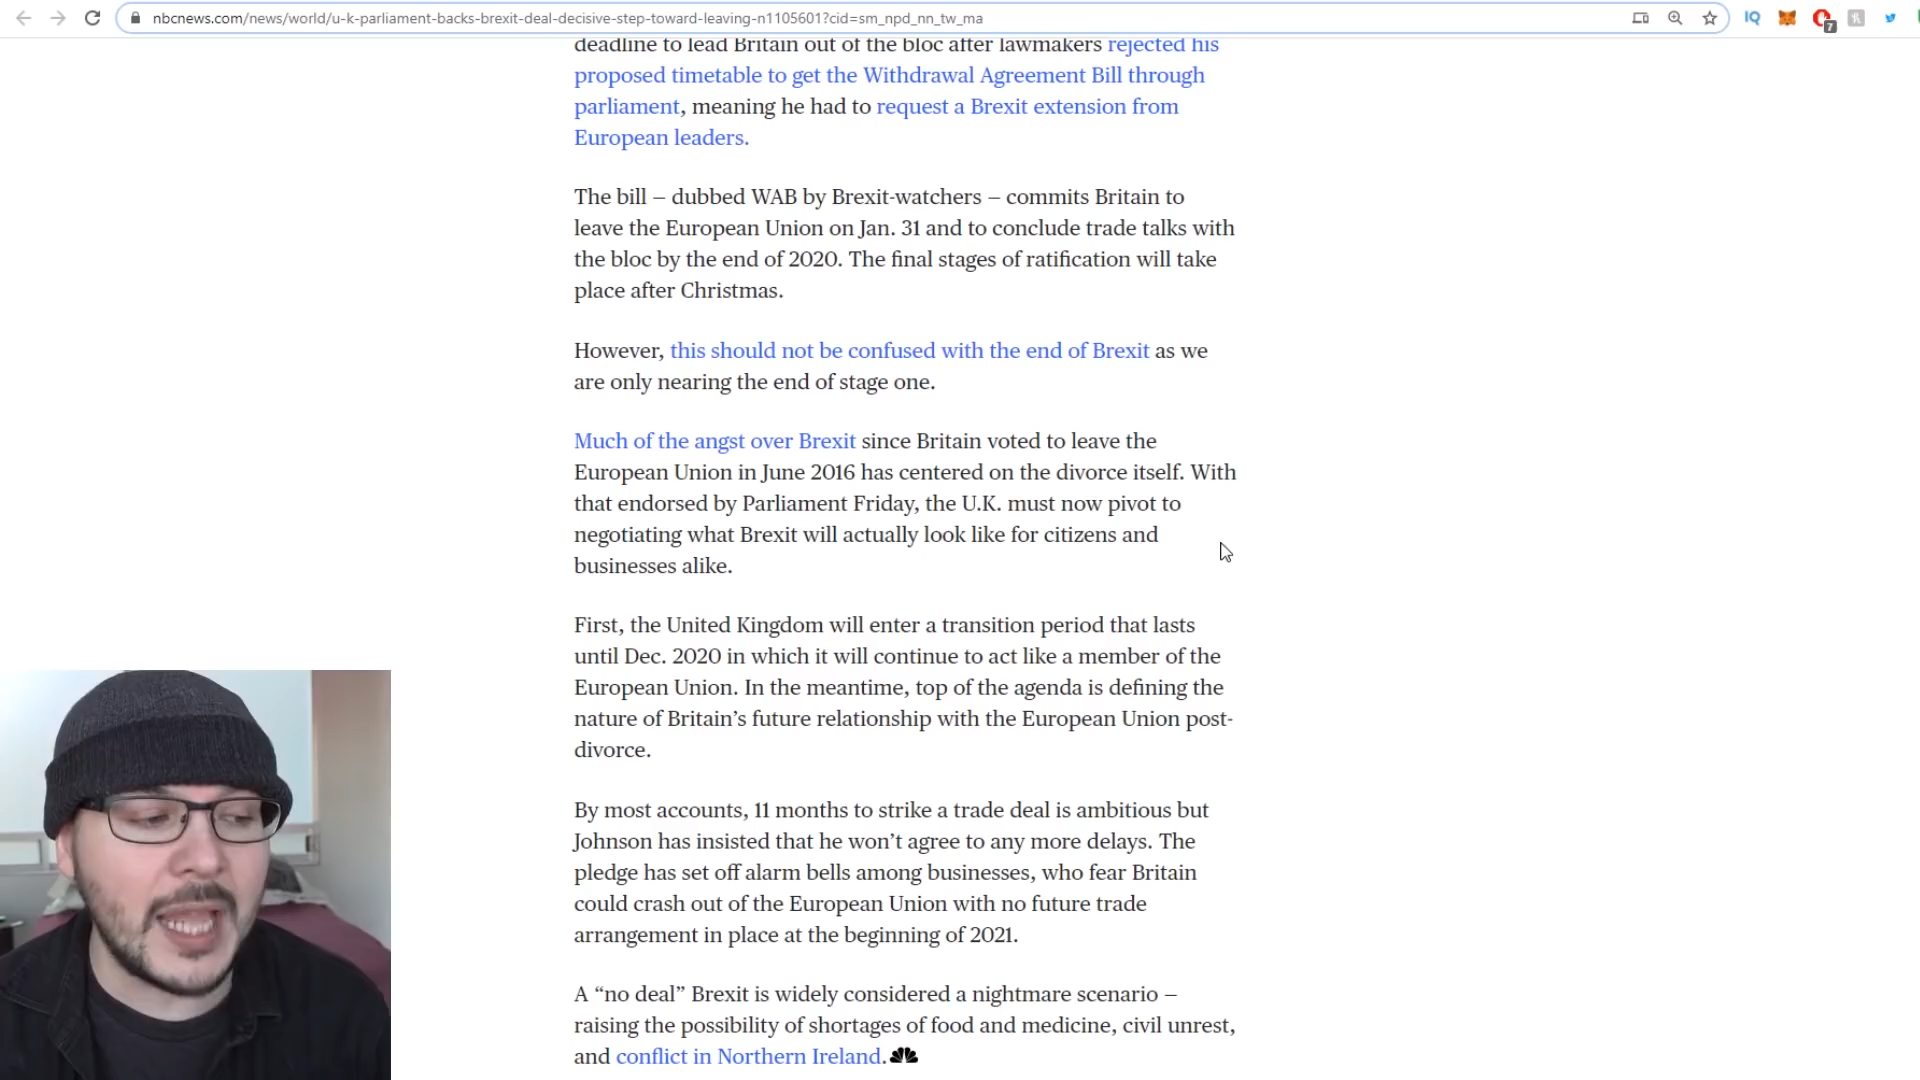 nbcnews.com/news/world/u-k-parliament-backs-brexit-deal-decisive-step-toward-leaving-n1105601?cid=sm_npd_nn_tw_ma
IQ
7
deadline to lead Britain out of the bloc after lawmakers rejected his
proposed timetable to get the Withdrawal Agreement Bill through
parliament, meaning he had to request a Brexit extension from
European leaders.
The bill – dubbed WAB by Brexit-watchers – commits Britain to
leave the European Union on Jan. 31 and to conclude trade talks with
the bloc by the end of 2020. The final stages of ratification will take
place after Christmas.
However, this should not be confused with the end of Brexit as we
are only nearing the end of stage one.
Much of the angst over Brexit since Britain voted to leave the
European Union in June 2016 has centered on the divorce itself. With
that endorsed by Parliament Friday, the U.K. must now pivot to
negotiating what Brexit will actually look like for citizens and
businesses alike.
First, the United Kingdom will enter a transition period that lasts
until Dec. 2020 in which it will continue to act like a member of the
European Union. In the meantime, top of the agenda is defining the
nature of Britain’s future relationship with the European Union post-
divorce.
By most accounts, 11 months to strike a trade deal is ambitious but
Johnson has insisted that he won’t agree to any more delays. The
pledge has set off alarm bells among businesses, who fear Britain
could crash out of the European Union with no future trade
arrangement in place at the beginning of 2021.
A “no deal” Brexit is widely considered a nightmare scenario –
raising the possibility of shortages of food and medicine, civil unrest,
and conflict in Northern Ireland.